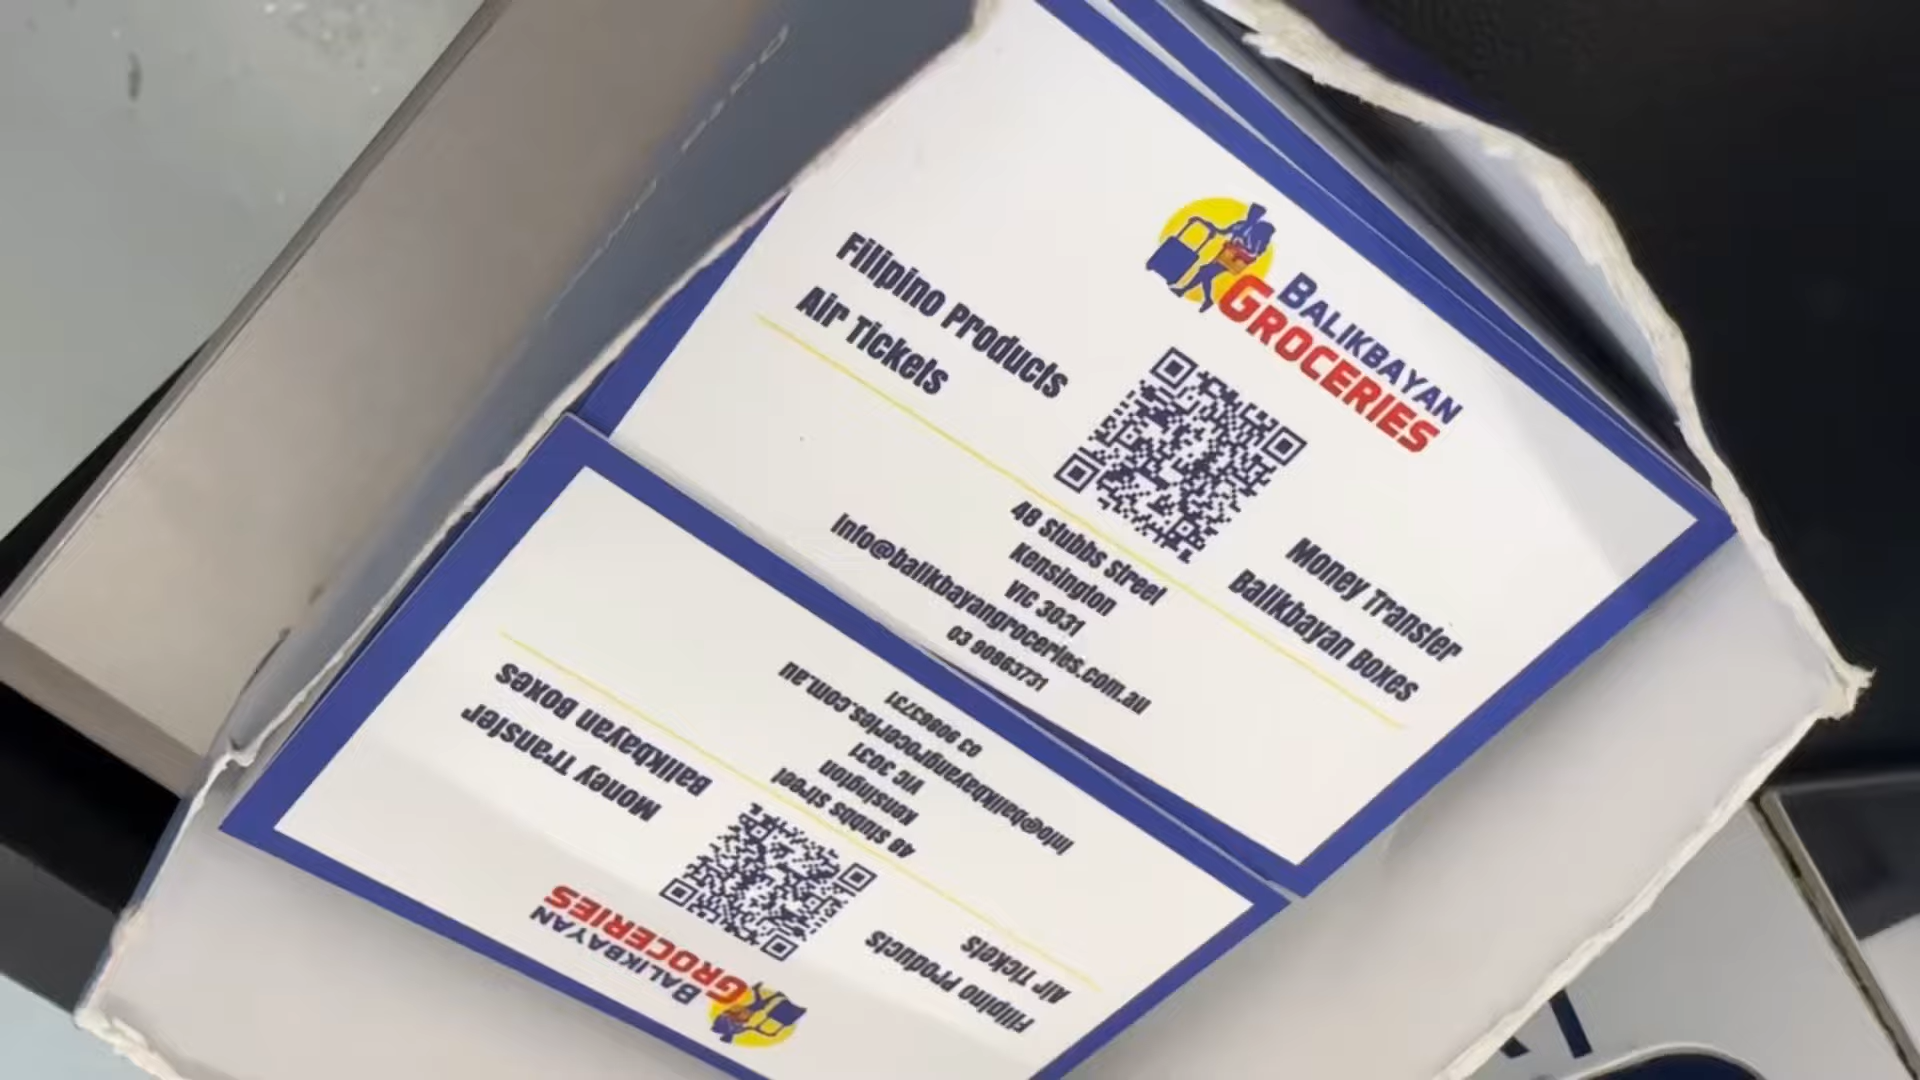 BALIKBAYAN
GROCERIES
Filipino Products
Air Tickets
Money Transfer
Balikbayan Boxes
48 Stubbs Street
Kensington
VIC 3031
info@balikbayangroceries.com.au
03 90863731
BALIKBAYAN
GROCERIES
Filipino Products
Air Tickets
Money Transfer
Balikbayan Boxes
48 Stubbs Street
Kensington
VIC 3031
info@balikbayangroceries.com.au
03 90863731